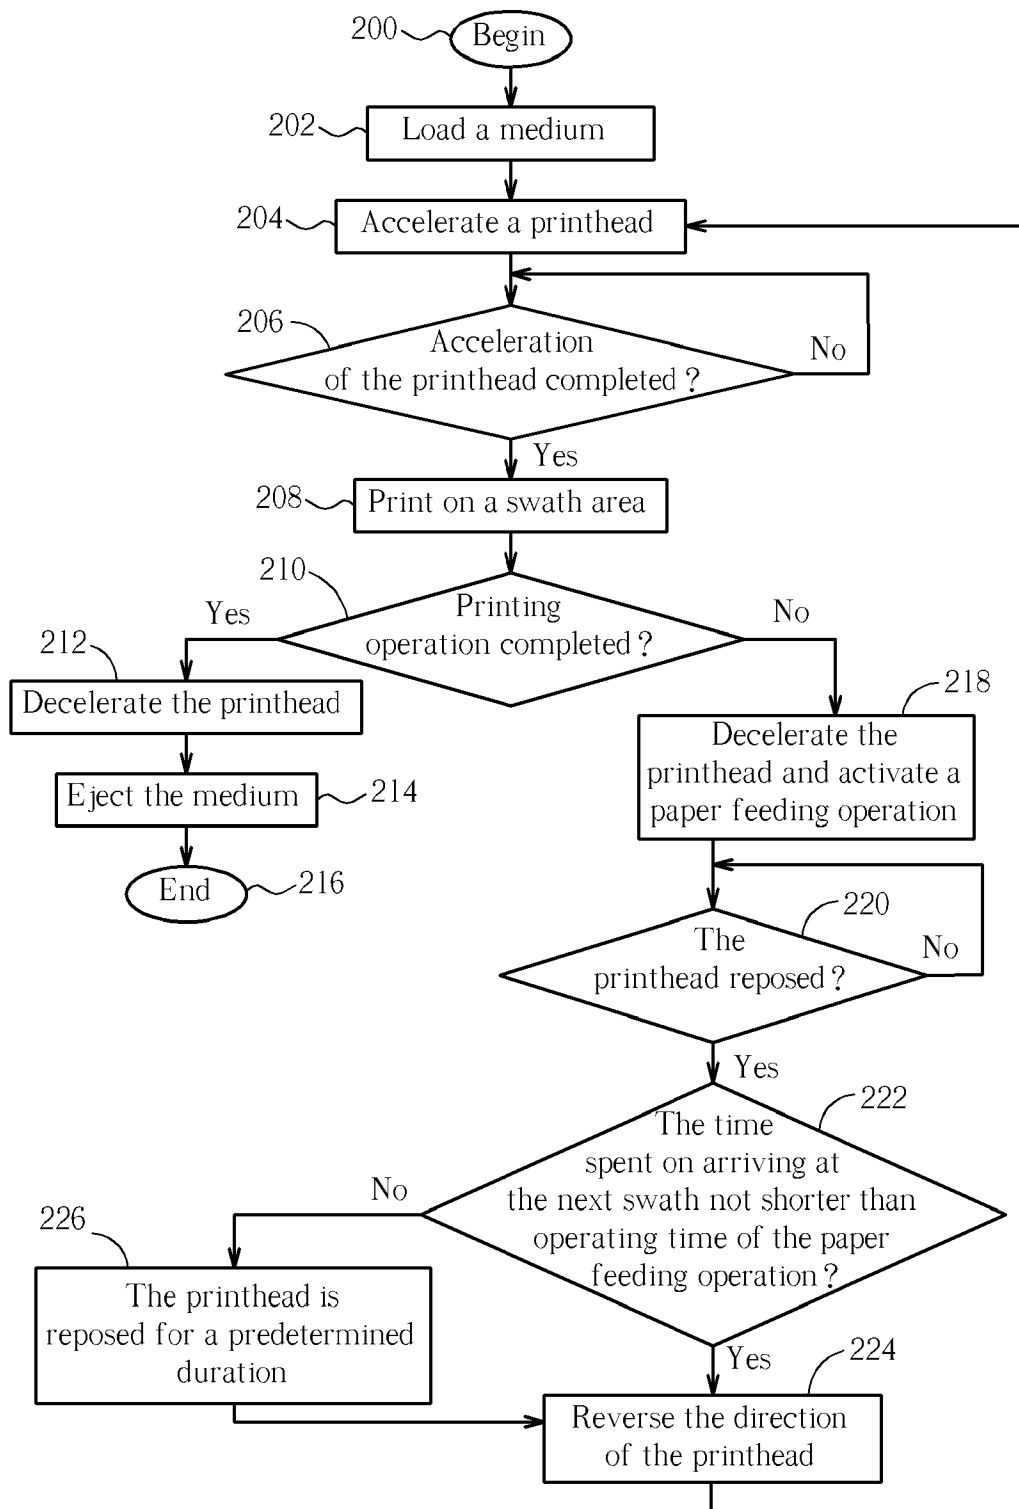 200
Begin
202
Load a medium
204
Accelerate a printhead
206
Acceleration
of the printhead completed?
No
Yes
208
Print on a swath area
210
Printing
operation completed?
Yes
No
212
Decelerate the printhead
218
Decelerate the
printhead and activate a
paper feeding operation
Eject the medium
214
End
216
220
The
printhead reposed?
No
Yes
222
The time
spent on arriving at
the next swath not shorter than
operating time of the paper
feeding operation?
No
226
The printhead is
reposed for a predetermined
duration
Yes
224
Reverse the direction
of the printhead